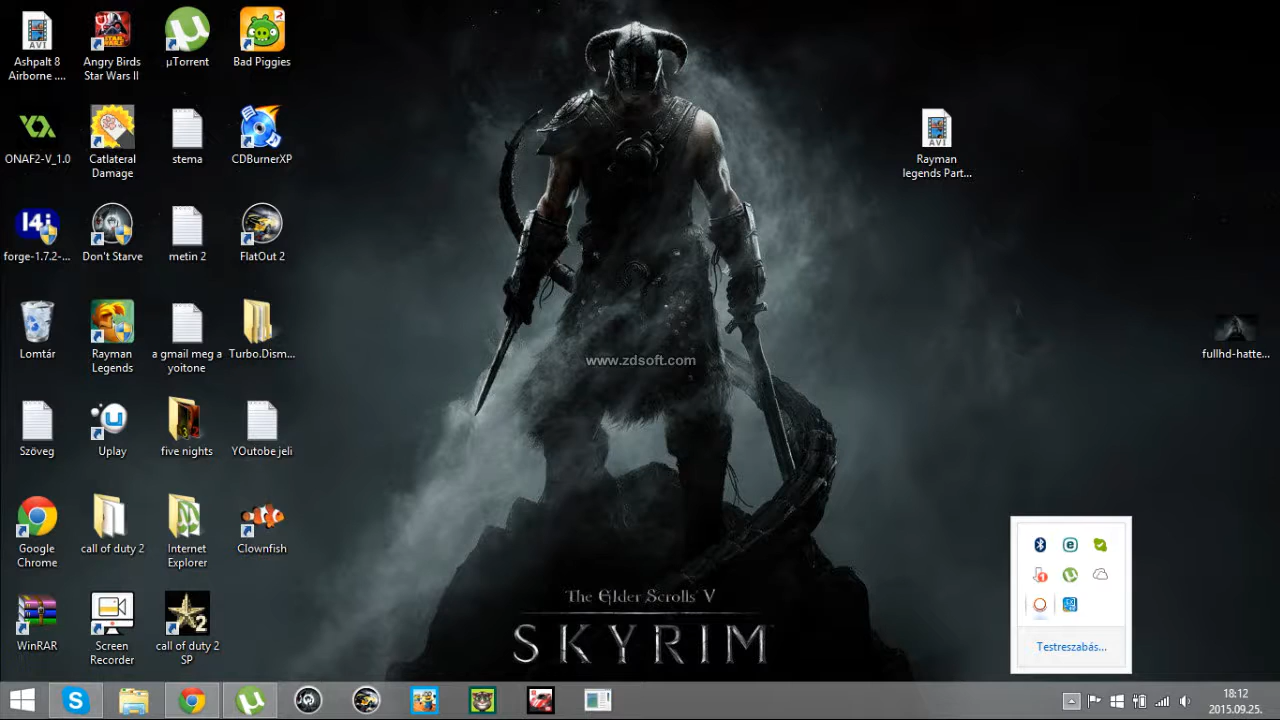 Ashpalt 8
Airborne ....
Angry Birds
Star Wars II
µTorrent
Bad Piggies
ONAF2-V_1.0
Catlateral
Damage
stema
CDBurnerXP
forge-1.7.2-...
Don't Starve
metin 2
FlatOut 2
Lomtár
Rayman
Legends
a gmail meg a
yoitone
Turbo.Dism...
Szöveg
Uplay
five nights
YOutobe jeli
Google
Chrome
call of duty 2
Internet
Explorer
Clownfish
WinRAR
Screen
Recorder
call of duty 2
SP
Rayman
legends Part...
fullhd-hatte...
www.zdsoft.com
The Elder Scrolls V
SKYRIM
Testreszabás...
18:12
2015.09.25.